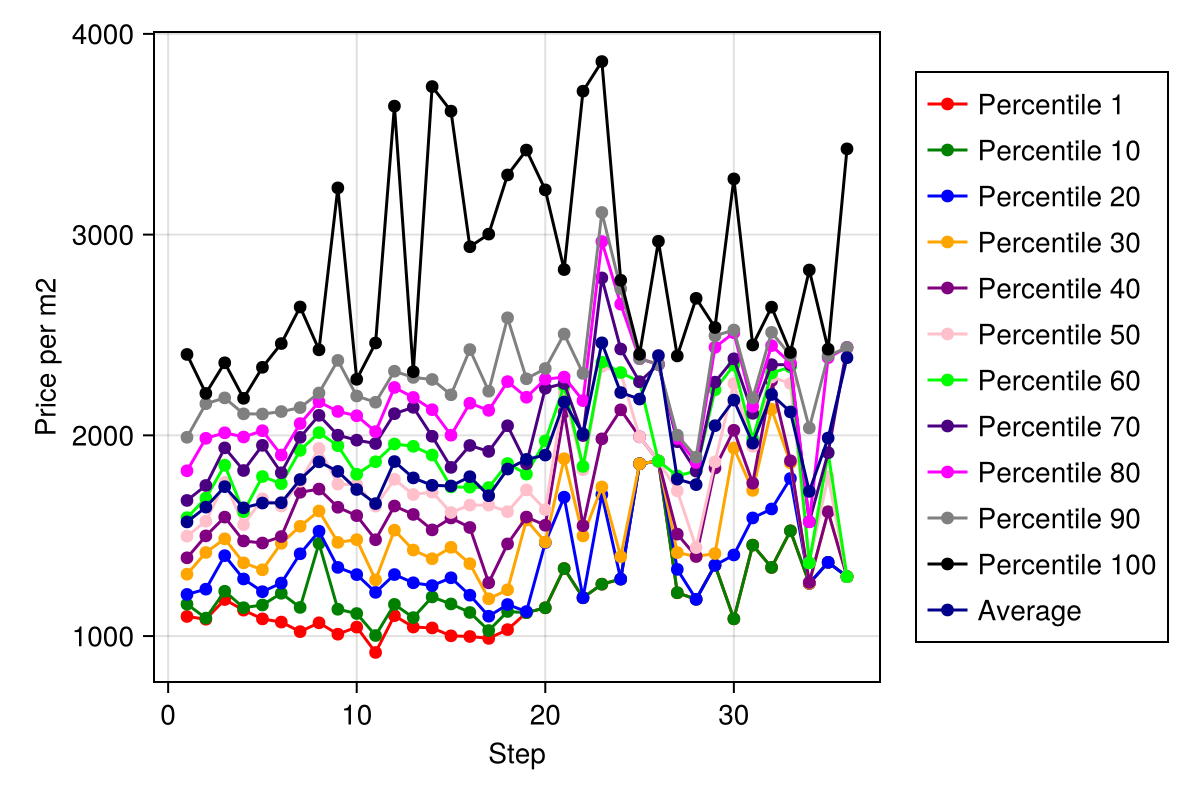 4000
3000
2000
1000
Price per m2
0
10
20
30
Step
Percentile 1
Percentile 10
Percentile 20
Percentile 30
Percentile 40
Percentile 50
Percentile 60
Percentile 70
Percentile 80
Percentile 90
Percentile 100
Average